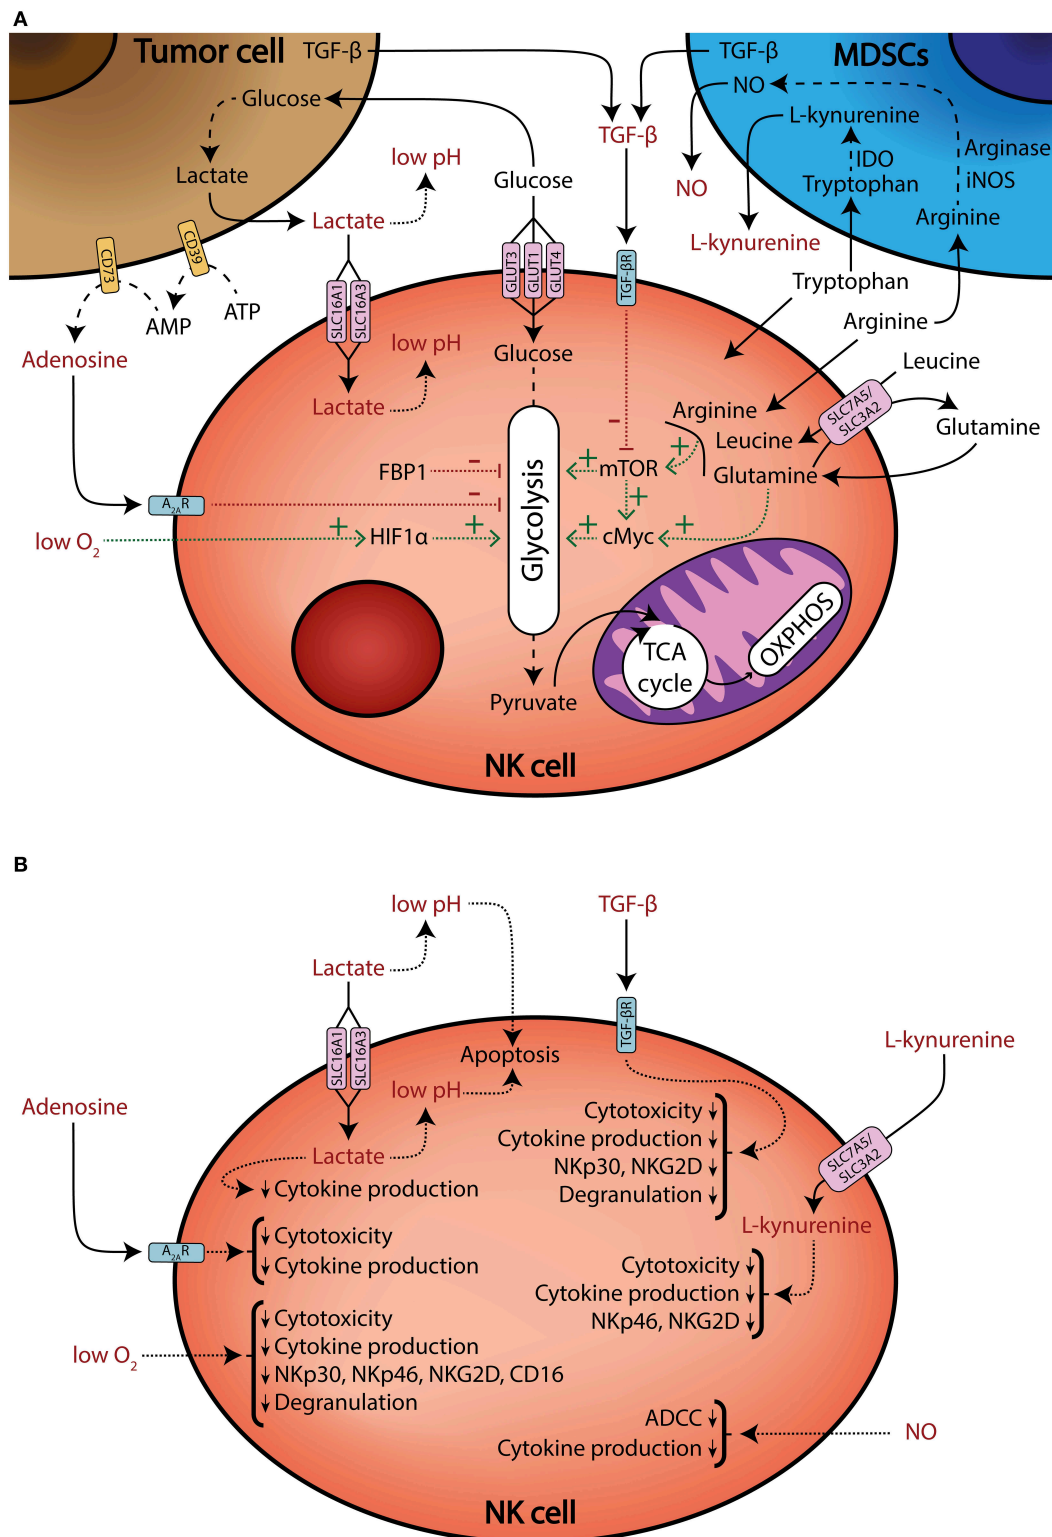 A
Tumor cell
TGF-β
TGF-β
MDSCs
Glucose
NO
L-kynurenine
Arginase
iNOS
IDO
Tryptophan
Lactate
low pH
Glucose
TGF-β
NO
Arginine
Lactate
L-kynurenine
CD39
CD73
GLUT3
GLUT1
GLUT4
TGF-βR
Tryptophan
SLC16A1
SLC16A3
ATP
AMP
Arginine
Adenosine
low pH
Glucose
Leucine
SLC7A5/
SLC3A2
Lactate
Arginine
Glutamine
Leucine
-
+
+
FBP1
-
mTOR
Glutamine
-
+
A2AR
low O2
+
HIF1α
+
Glycolysis
+
cMyc
+
TCA
cycle
OXPHOS
Pyruvate
NK cell
B
low pH
TGF-β
Lactate
TGF-βR
SLC16A1
SLC16A3
L-kynurenine
Apoptosis
low pH
Adenosine
Cytotoxicity
Cytokine production
NKp30, NKG2D
Degranulation
SLC7A5/
SLC3A2
Lactate
Cytokine production
L-kynurenine
A2AR
Cytotoxicity
Cytokine production
Cytotoxicity
Cytokine production
NKp46, NKG2D
low O2
Cytotoxicity
Cytokine production
NKp30, NKp46, NKG2D, CD16
Degranulation
ADCC
Cytokine production
NO
NK cell